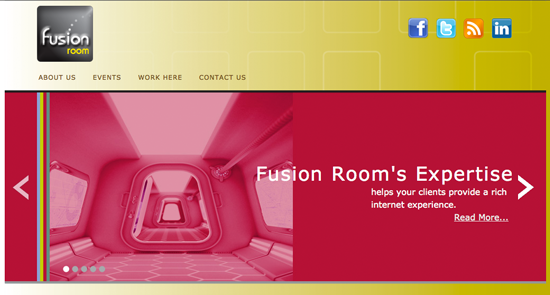 fusion
room
f
t
in
ABOUT US EVENTS WORK HERE CONTACT US
Fusion Room's Expertise
helps your clients provide a rich
internet experience.
Read More...